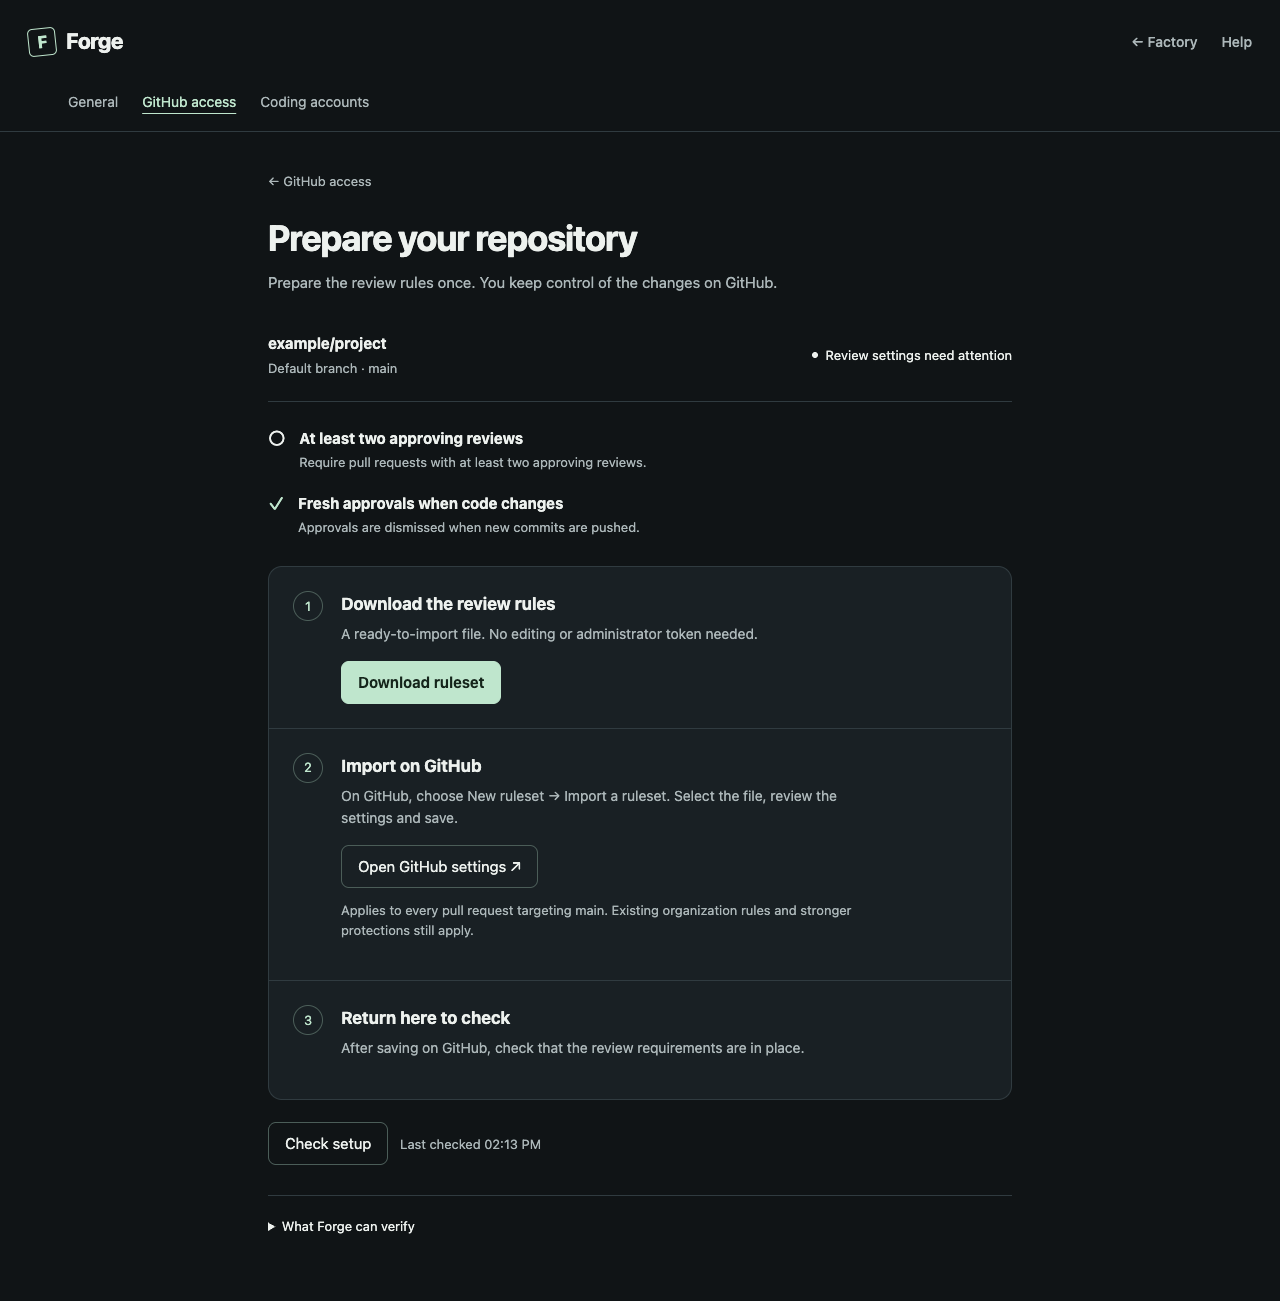 F Forge
← Factory
Help
General
GitHub access
Coding accounts
← GitHub access
Prepare your repository
Prepare the review rules once. You keep control of the changes on GitHub.
example/project
Default branch · main
Review settings need attention
At least two approving reviews
Require pull requests with at least two approving reviews.
Fresh approvals when code changes
Approvals are dismissed when new commits are pushed.
1
Download the review rules
A ready-to-import file. No editing or administrator token needed.
Download ruleset
2
Import on GitHub
On GitHub, choose New ruleset → Import a ruleset. Select the file, review the
settings and save.
Open GitHub settings ↗
Applies to every pull request targeting main. Existing organization rules and stronger
protections still apply.
3
Return here to check
After saving on GitHub, check that the review requirements are in place.
Check setup
Last checked 02:13 PM
What Forge can verify